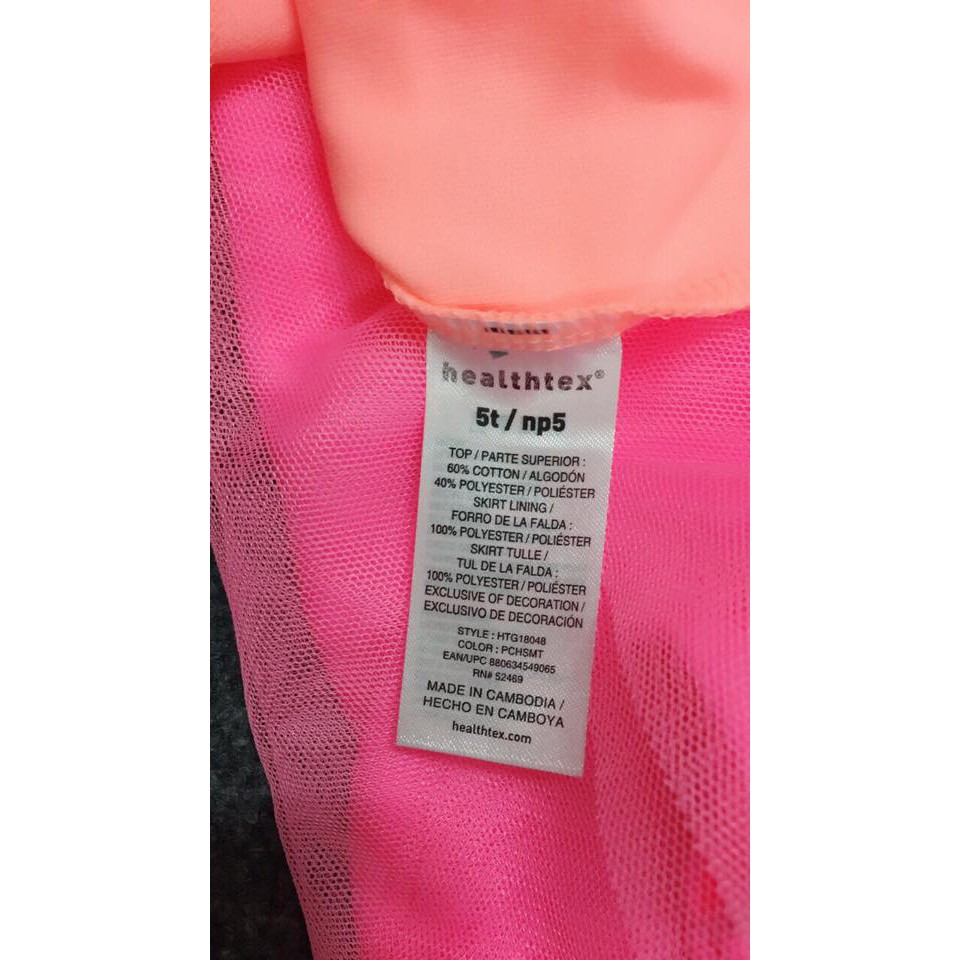 healthtex®
5t / np5
TOP / PARTE SUPERIOR :
60% COTTON / ALGODÓN
40% POLYESTER / POLIÉSTER
SKIRT LINING /
FORRO DE LA FALDA :
100% POLYESTER / POLIÉSTER
SKIRT TULLE /
TUL DE LA FALDA :
100% POLYESTER / POLIÉSTER
EXCLUSIVE OF DECORATION /
EXCLUSIVO DE DECORACIÓN
STYLE : HTG18048
COLOR : PCHSMT
EAN/UPC 880634549065
RN# 52469
MADE IN CAMBODIA /
HECHO EN CAMBOYA
healthtex.com